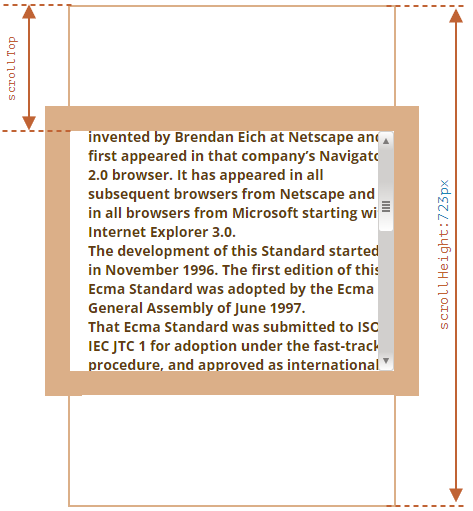 scrollTop
invented by Brendan Eich at Netscape and
first appeared in that company's Navigato
2.0 browser. It has appeared in all
subsequent browsers from Netscape and
in all browsers from Microsoft starting wi
Internet Explorer 3.0.
The development of this Standard started
in November 1996. The first edition of this
Ecma Standard was adopted by the Ecma
General Assembly of June 1997.
That Ecma Standard was submitted to ISO
IEC JTC 1 for adoption under the fast-track
procedure, and approved as international
scrollHeight:723px